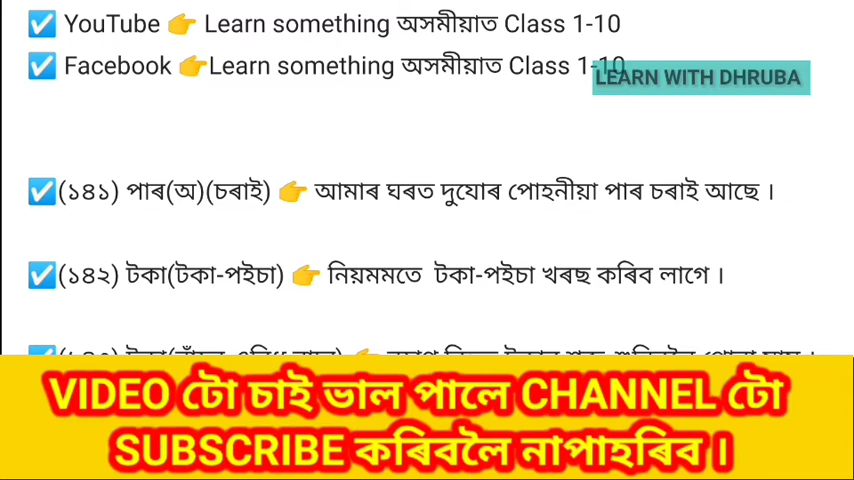 ✅ YouTube 👉 Learn something অসমীয়াত Class 1-10
✅ Facebook 👉Learn something অসমীয়াত Class 1-10
LEARN WITH DHRUBA
✅(১৪১) পাৰ(অ)(চৰাই) 👉 আমাৰ ঘৰত দুযোৰ পোহনীয়া পাৰ চৰাই আছে ।
✅(১৪২) টকা(টকা-পইচা) 👉 নিয়মমতে টকা-পইচা খৰছ কৰিব লাগে ।
VIDEO টো চাই ভাল পালে CHANNEL টো
SUBSCRIBE কৰিবলৈ নাপাহৰিব ।